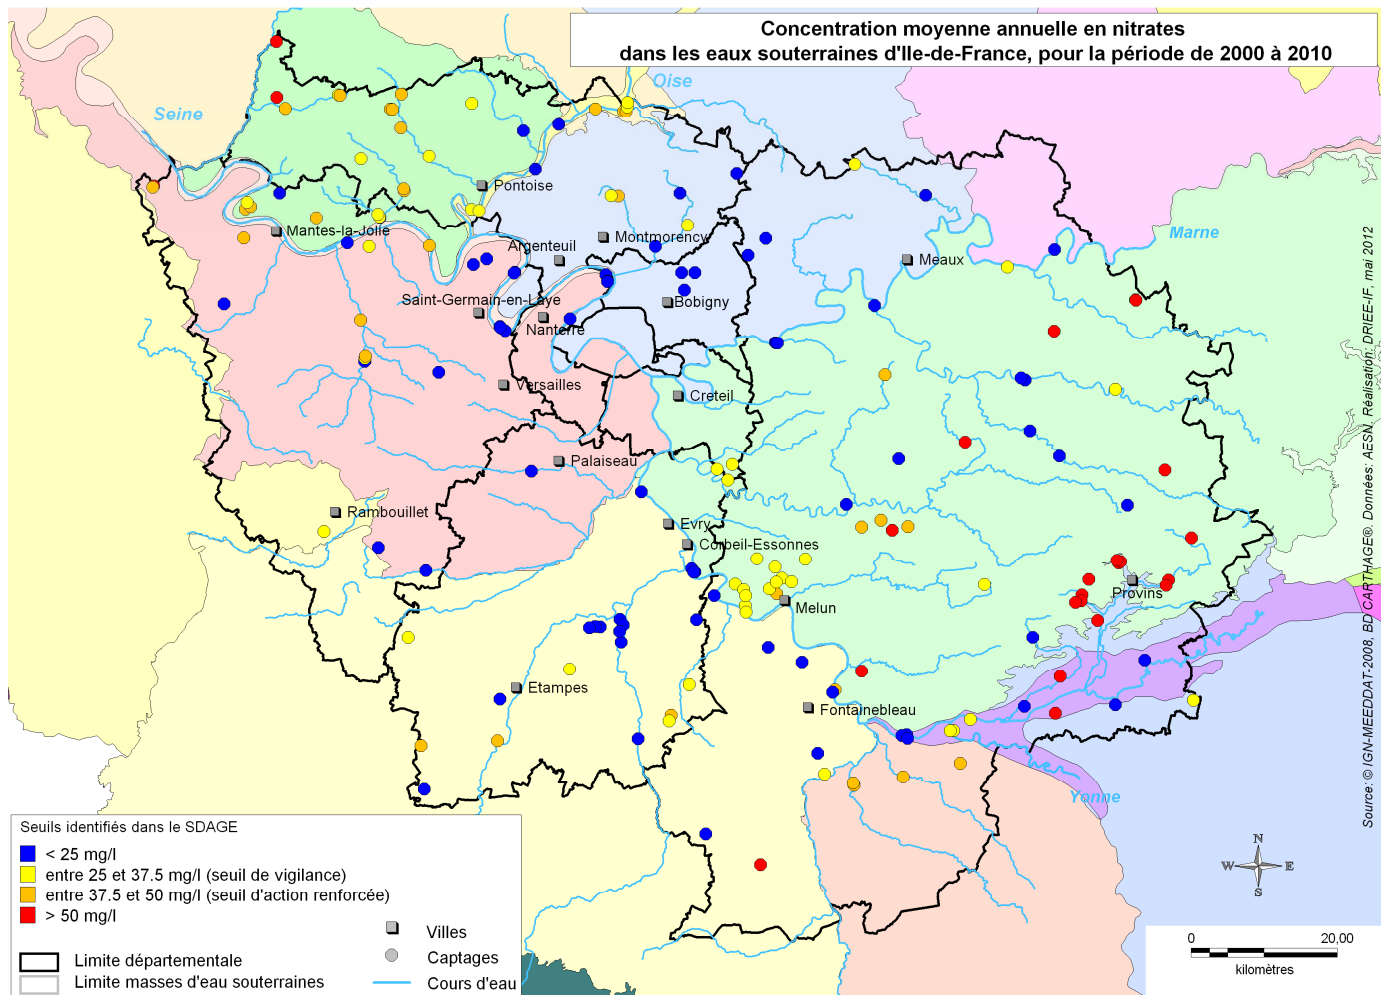 Concentration moyenne annuelle en nitrates
dans les eaux souterraines d'Ile-de-France, pour la période de 2000 à 2010
Oise
Seine
Pontoise
Mantes-la-Jolie
Montmorency
Argenteuil
Marne
Meaux
Saint-Germain-en-Laye
Bobigny
Nanterre
Versailles
Creteil
Palaiseau
Rambouillet
Evry
Corbeil-Essonnes
Provins
Melun
Etampes
Fontainebleau
Yonne
Source: © IGN-MEEDDAT-2008, BD CARTHAGE®. Données: AESN. Réalisation: DRIEE-IF, mai 2012
Seuils identifiés dans le SDAGE
< 25 mg/l
entre 25 et 37.5 mg/l (seuil de vigilance)
entre 37.5 et 50 mg/l (seuil d'action renforcée)
> 50 mg/l
Villes
Captages
Cours d'eau
Limite départementale
Limite masses d'eau souterraines
N
W E
S
0 20,00
kilomètres